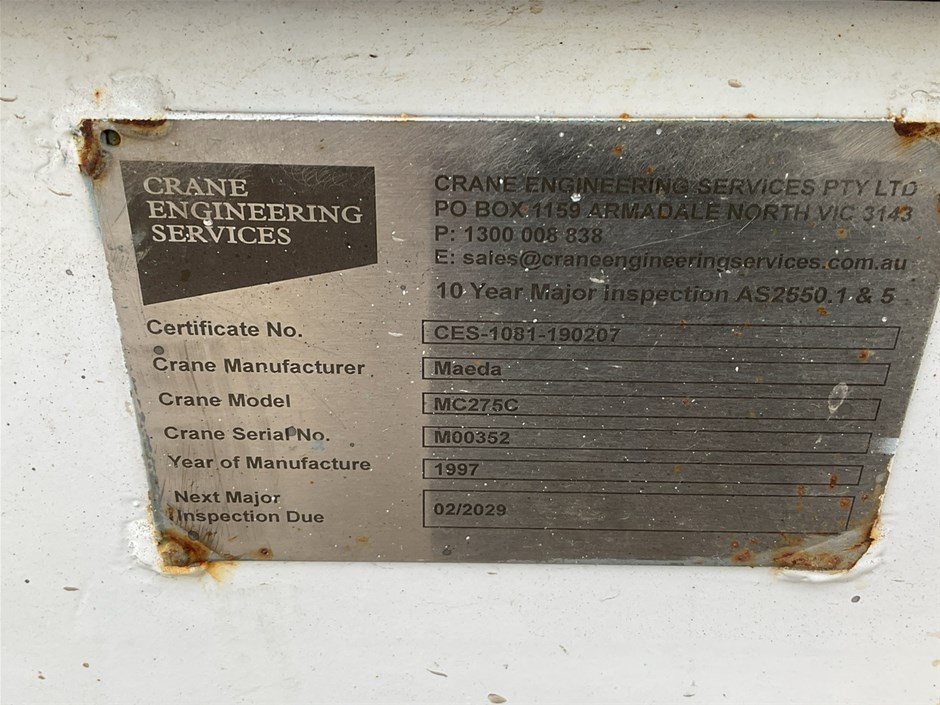 CRANE
ENGINEERING
SERVICES
CRANE ENGINEERING SERVICES PTY LTD
PO BOX 1159 ARMADALE NORTH VIC 3143
P: 1300 008 838
E: sales@craneengineeringservices.com.au
10 Year Major inspection AS2550.1 & 5
Certificate No. CES-1081-190207
Crane Manufacturer Maeda
Crane Model MC275C
Crane Serial No. M00352
Year of Manufacture 1997
Next Major
Inspection Due 02/2029